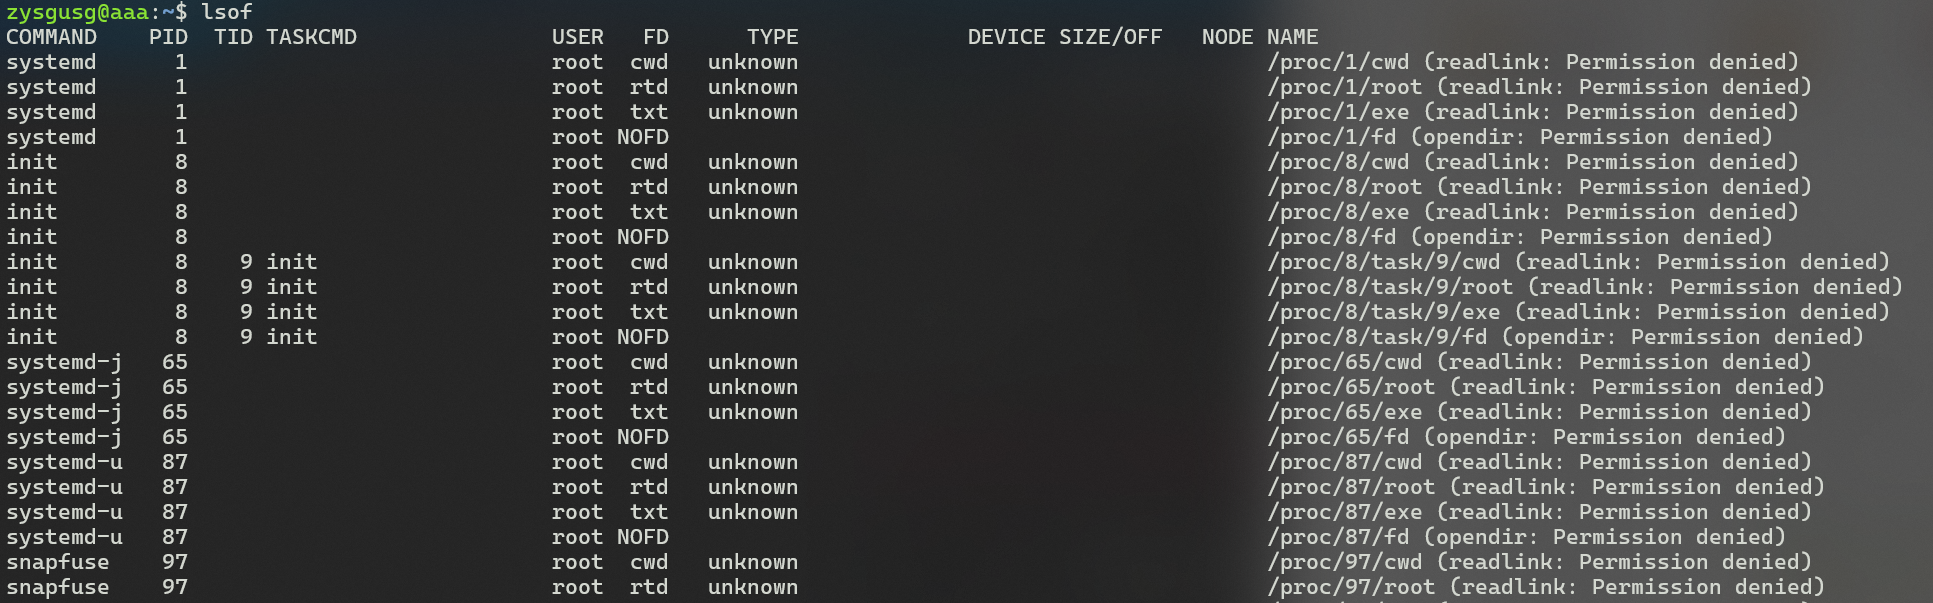 zysgusg@aaa:~$ lsof
COMMAND    PID  TID TASKCMD               USER   FD      TYPE             DEVICE SIZE/OFF   NODE NAME
systemd      1                            root  cwd   unknown                                    /proc/1/cwd (readlink: Permission denied)
systemd      1                            root  rtd   unknown                                    /proc/1/root (readlink: Permission denied)
systemd      1                            root  txt   unknown                                    /proc/1/exe (readlink: Permission denied)
systemd      1                            root NOFD                                              /proc/1/fd (opendir: Permission denied)
init         8                            root  cwd   unknown                                    /proc/8/cwd (readlink: Permission denied)
init         8                            root  rtd   unknown                                    /proc/8/root (readlink: Permission denied)
init         8                            root  txt   unknown                                    /proc/8/exe (readlink: Permission denied)
init         8                            root NOFD                                              /proc/8/fd (opendir: Permission denied)
init         8    9 init                  root  cwd   unknown                                    /proc/8/task/9/cwd (readlink: Permission denied)
init         8    9 init                  root  rtd   unknown                                    /proc/8/task/9/root (readlink: Permission denied)
init         8    9 init                  root  txt   unknown                                    /proc/8/task/9/exe (readlink: Permission denied)
init         8    9 init                  root NOFD                                              /proc/8/task/9/fd (opendir: Permission denied)
systemd-j   65                            root  cwd   unknown                                    /proc/65/cwd (readlink: Permission denied)
systemd-j   65                            root  rtd   unknown                                    /proc/65/root (readlink: Permission denied)
systemd-j   65                            root  txt   unknown                                    /proc/65/exe (readlink: Permission denied)
systemd-j   65                            root NOFD                                              /proc/65/fd (opendir: Permission denied)
systemd-u   87                            root  cwd   unknown                                    /proc/87/cwd (readlink: Permission denied)
systemd-u   87                            root  rtd   unknown                                    /proc/87/root (readlink: Permission denied)
systemd-u   87                            root  txt   unknown                                    /proc/87/exe (readlink: Permission denied)
systemd-u   87                            root NOFD                                              /proc/87/fd (opendir: Permission denied)
snapfuse    97                            root  cwd   unknown                                    /proc/97/cwd (readlink: Permission denied)
snapfuse    97                            root  rtd   unknown                                    /proc/97/root (readlink: Permission denied)